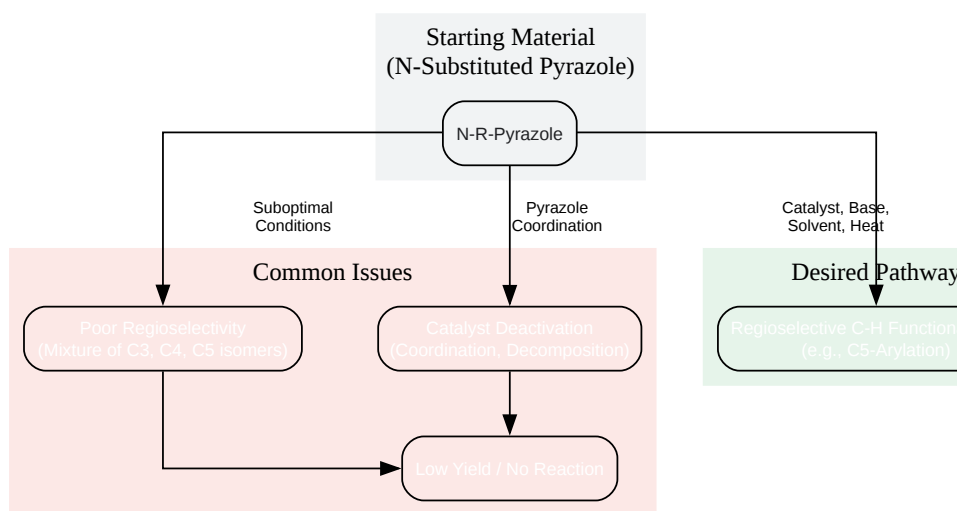 Starting Material
(N-Substituted Pyrazole)
N-R-Pyrazole
Suboptimal
Conditions
Pyrazole
Coordination
Catalyst, Base,
Solvent, Heat
Common Issues
Desired Pathway
Poor Regioselectivity
(Mixture of C3, C4, C5 isomers)
Catalyst Deactivation
(Coordination, Decomposition)
Regioselective C-H Function
(e.g., C5-Arylation)
Low Yield / No Reaction